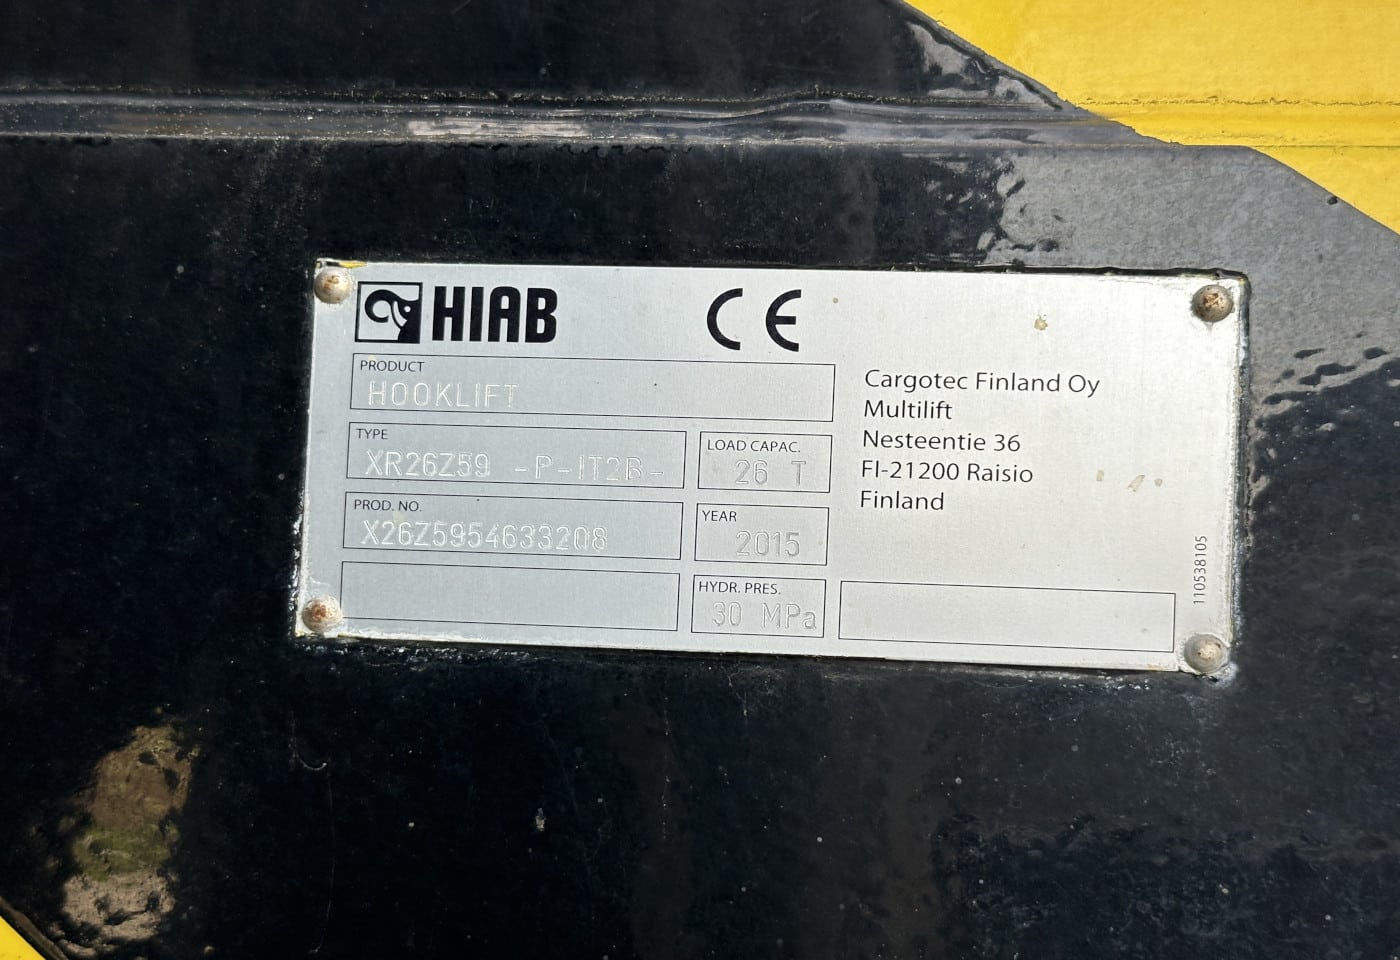 HIAB
CE
PRODUCT
HOOKLIFT
TYPE
XR26Z59 -P-IT2B-
LOAD CAPAC.
26 T
PROD. NO.
X26Z5954633208
YEAR
2015
HYDR. PRES.
30 MPa
Cargotec Finland Oy
Multilift
Nesteentie 36
FI-21200 Raisio
Finland
110538105